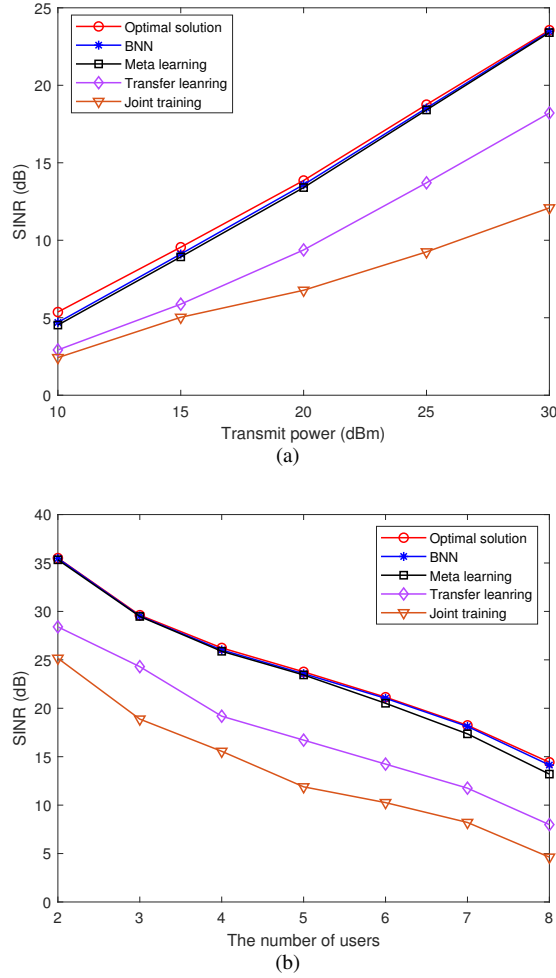 25
20
15
10
5
0
SINR (dB)
Optimal solution
BNN
Meta learning
Transfer leanring
Joint training
10
15
20
25
30
Transmit power (dBm)
(a)
40
35
30
25
20
15
10
5
0
SINR (dB)
Optimal solution
BNN
Meta learning
Transfer leanring
Joint training
2
3
4
5
6
7
8
The number of users
(b)